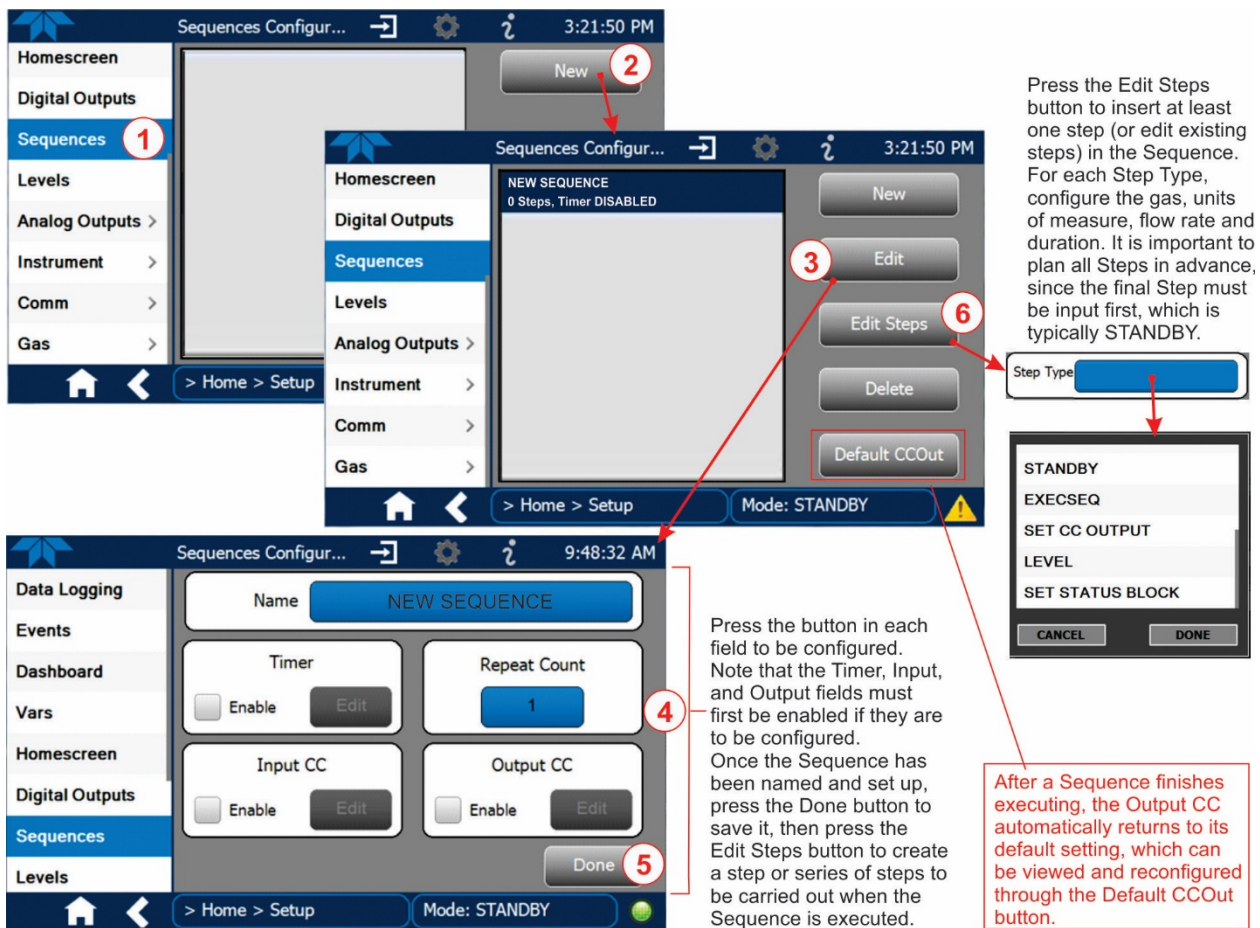 Sequences Configur...
3:21:50 PM
Homescreen
Digital Outputs
Sequences
1
Levels
Analog Outputs >
Instrument >
Comm >
Gas >
> Home > Setup
New
2
Sequences Configur...
3:21:50 PM
Homescreen
Digital Outputs
Sequences
Levels
Analog Outputs >
Instrument >
Comm >
Gas >
NEW SEQUENCE
0 Steps, Timer DISABLED
New
3
Edit
Edit Steps
6
Delete
Default CCOut
> Home > Setup
Mode: STANDBY
Press the Edit Steps
button to insert at least
one step (or edit existing
steps) in the Sequence.
For each Step Type,
configure the gas, units
of measure, flow rate and
duration. It is important to
plan all Steps in advance,
since the final Step must
be input first, which is
typically STANDBY.
Step Type
STANDBY
EXECSEQ
SET CC OUTPUT
LEVEL
SET STATUS BLOCK
CANCEL
DONE
Sequences Configur...
9:48:32 AM
Data Logging
Events
Dashboard
Vars
Homescreen
Digital Outputs
Sequences
Levels
Name
NEW SEQUENCE
Timer
Enable
Edit
Repeat Count
1
4
Input CC
Enable
Edit
Output CC
Enable
Edit
Done
5
> Home > Setup
Mode: STANDBY
Press the button in each
field to be configured.
Note that the Timer, Input,
and Output fields must
first be enabled if they are
to be configured.
Once the Sequence has
been named and set up,
press the Done button to
save it, then press the
Edit Steps button to create
a step or series of steps to
be carried out when the
Sequence is executed.
After a Sequence finishes
executing, the Output CC
automatically returns to its
default setting, which can
be viewed and reconfigured
through the Default CCOut
button.